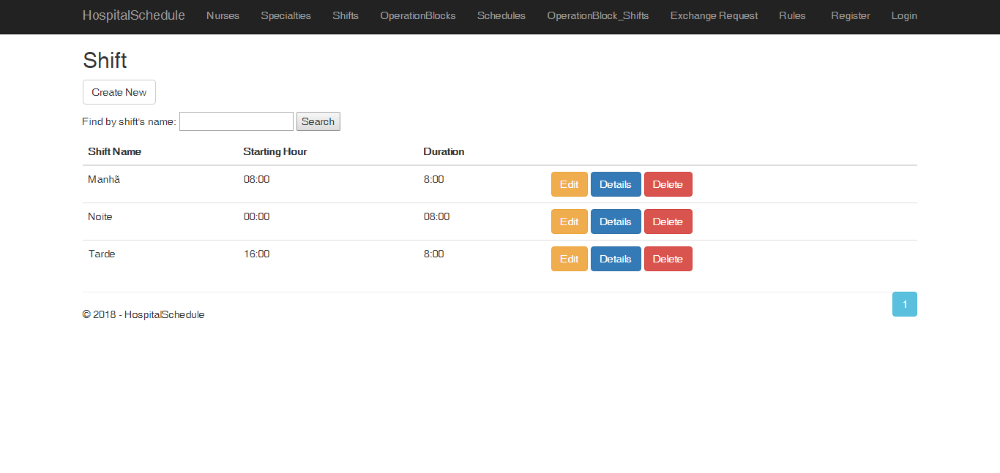 HospitalSchedule Nurses Specialties Shifts OperationBlocks Schedules OperationBlock_Shifts Exchange Request Rules Register Login
Shift
Create New
Find by shift's name: Search
Shift Name Starting Hour Duration
Manhã 08:00 8:00 Edit Details Delete
Noite 00:00 08:00 Edit Details Delete
Tarde 16:00 8:00 Edit Details Delete
1
© 2018 - HospitalSchedule